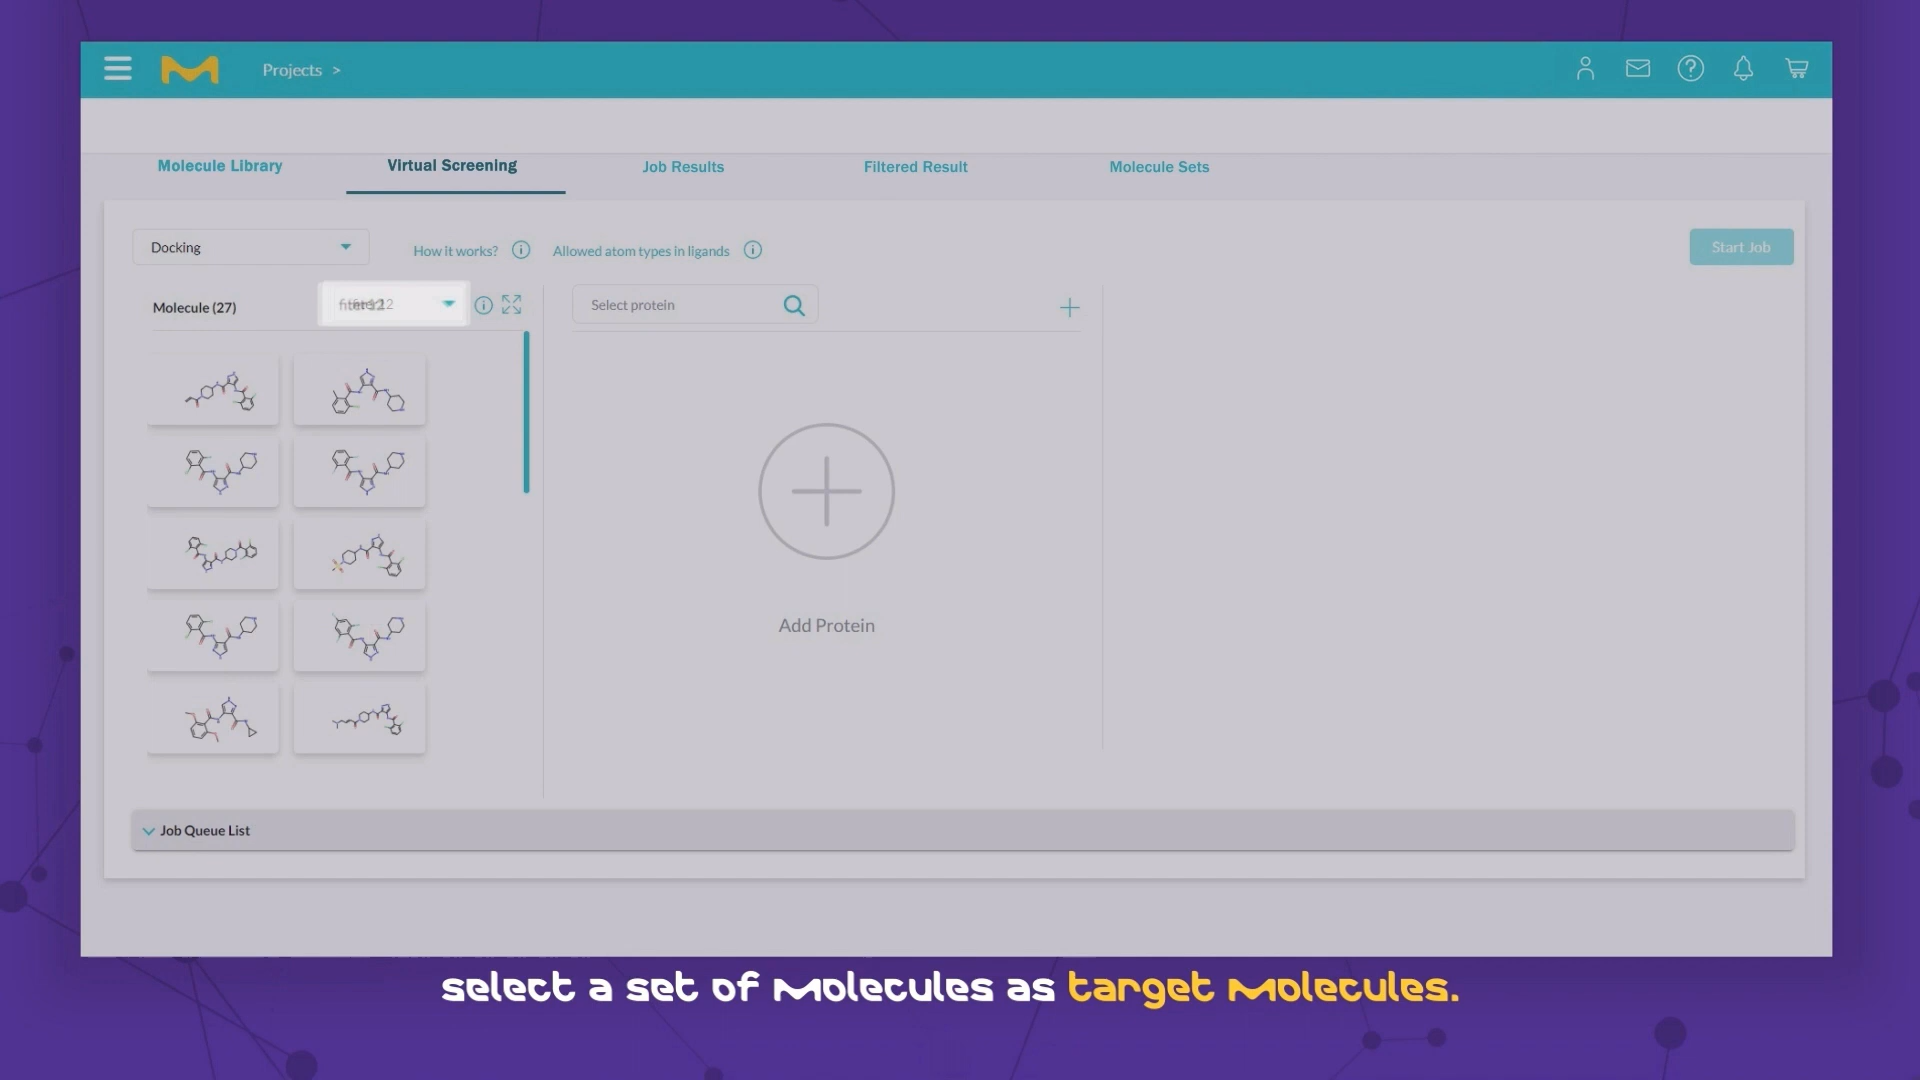 Projects >
Molecule Library
Virtual Screening
Job Results
Filtered Result
Molecule Sets
Docking
How it works?
Allowed atom types in ligands
Start Job
Molecule (27)
Select protein
Add Protein
Job Queue List
select a set of molecules as target molecules.